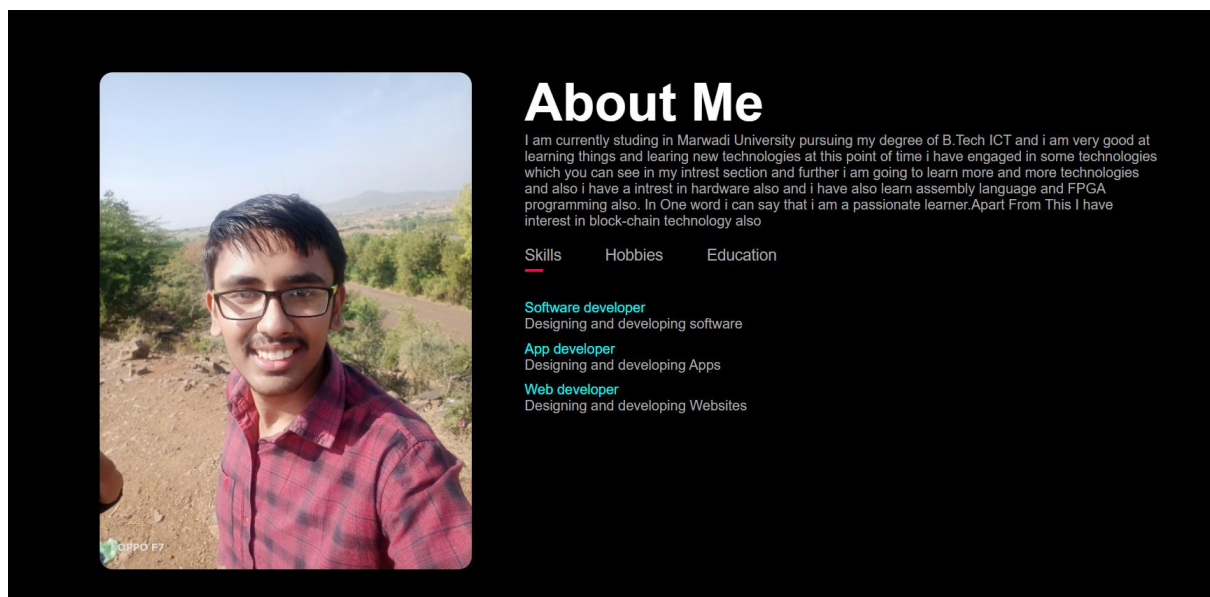 About Me
I am currently studing in Marwadi University pursuing my degree of B.Tech ICT and i am very good at
learning things and learing new technologies at this point of time i have engaged in some technologies
which you can see in my intrest section and further i am going to learn more and more technologies
and also i have a intrest in hardware also and i have also learn assembly language and FPGA
programming also. In One word i can say that i am a passionate learner.Apart From This I have
interest in block-chain technology also
Skills Hobbies Education
Software developer
Designing and developing software
App developer
Designing and developing Apps
Web developer
Designing and developing Websites
OPPO F7